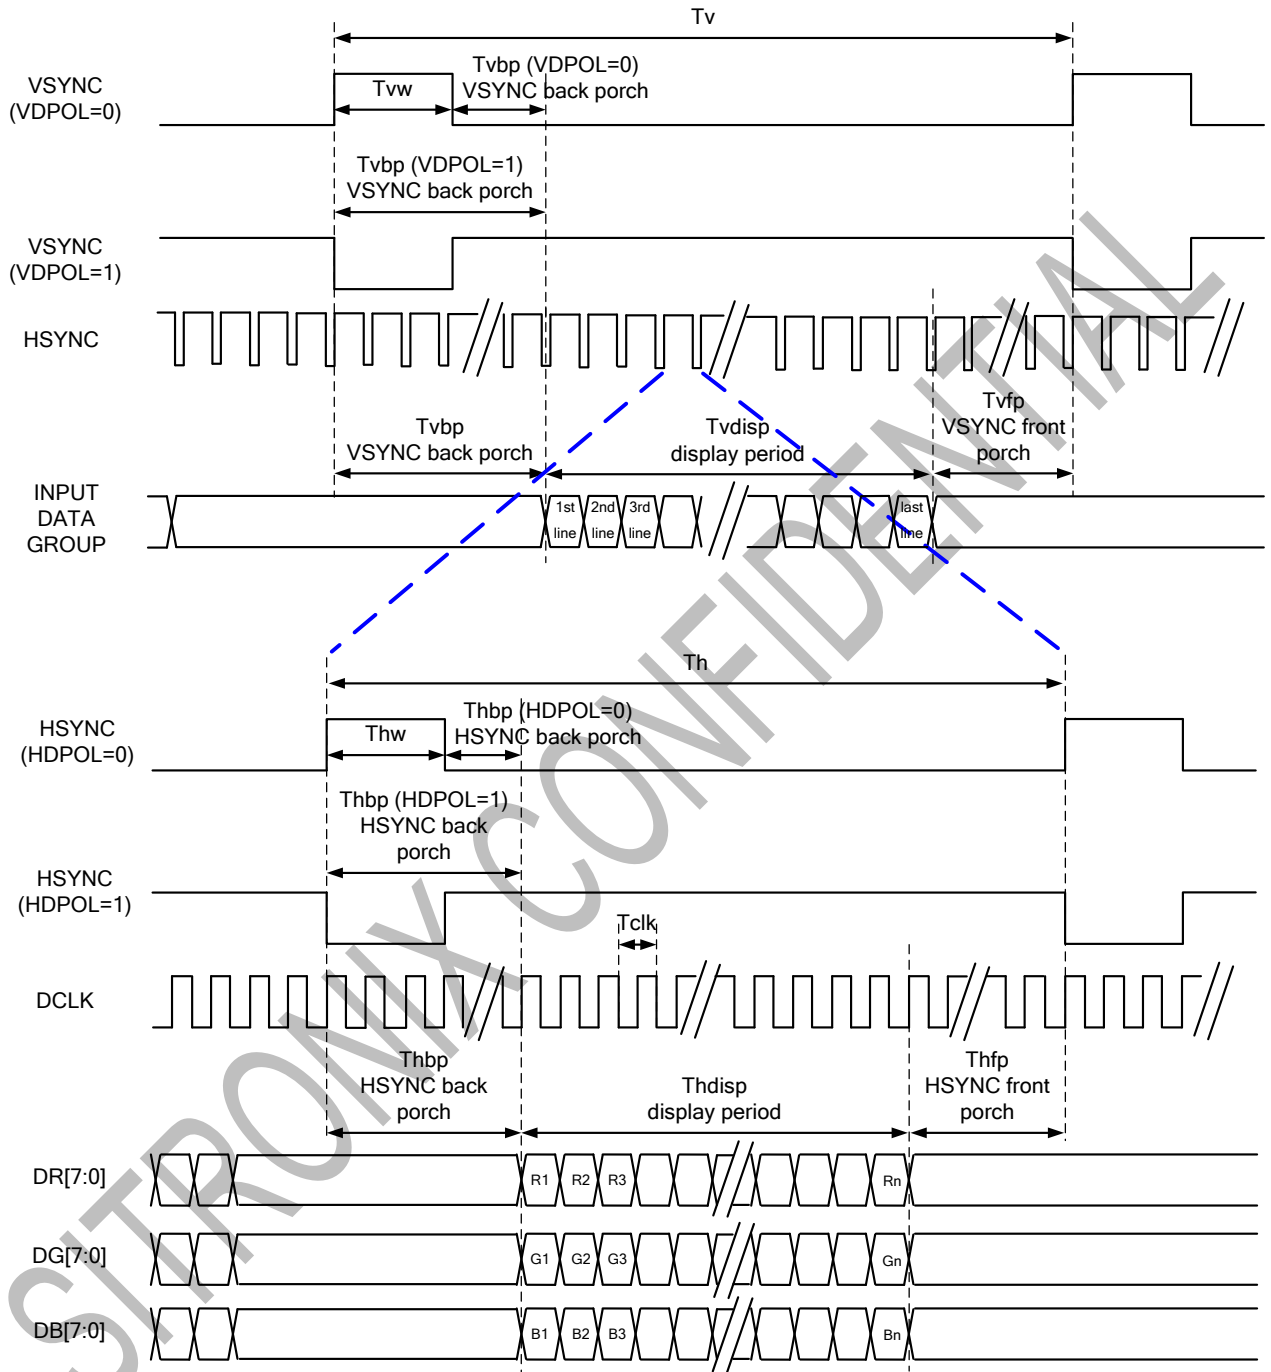 Tv
VSYNC
(VDPOL=0)
Tvw
Tvbp (VDPOL=0)
VSYNC back porch
Tvbp (VDPOL=1)
VSYNC back porch
VSYNC
(VDPOL=1)
HSYNC
Tvbp
VSYNC back porch
Tvdisp
display period
Tvfp
VSYNC front
porch
INPUT
DATA
GROUP
1st
line
2nd
line
3rd
line
last
line
Th
HSYNC
(HDPOL=0)
Thw
Thbp (HDPOL=0)
HSYNC back porch
Thbp (HDPOL=1)
HSYNC back
porch
HSYNC
(HDPOL=1)
Tclk
DCLK
Thbp
HSYNC back
porch
Thdisp
display period
Thfp
HSYNC front
porch
DR[7:0]
R1 R2 R3 Rn
DG[7:0]
G1 G2 G3 Gn
DB[7:0]
B1 B2 B3 Bn
SITRONIX CONFIDENTIAL